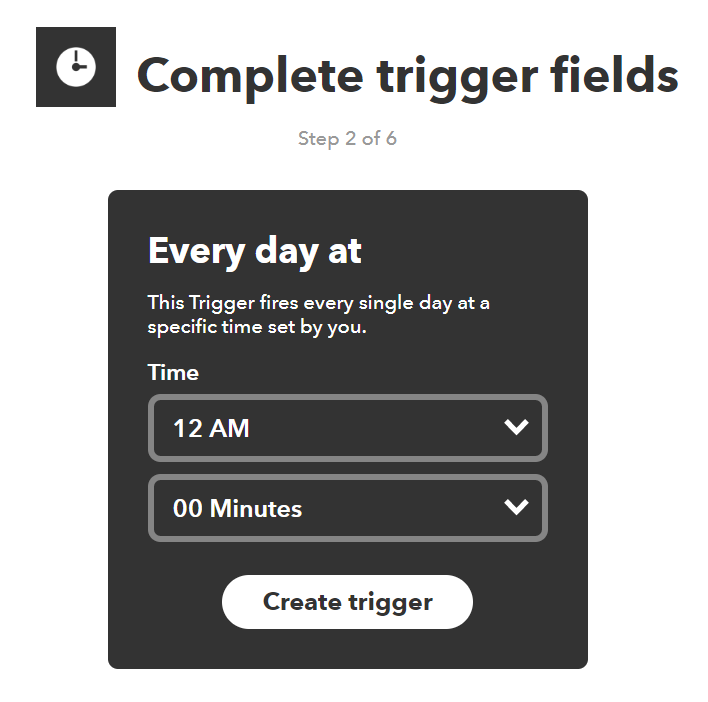 Complete trigger fields
Step 2 of 6
Every day at
This Trigger fires every single day at a
specific time set by you.
Time
12 AM
00 Minutes
Create trigger